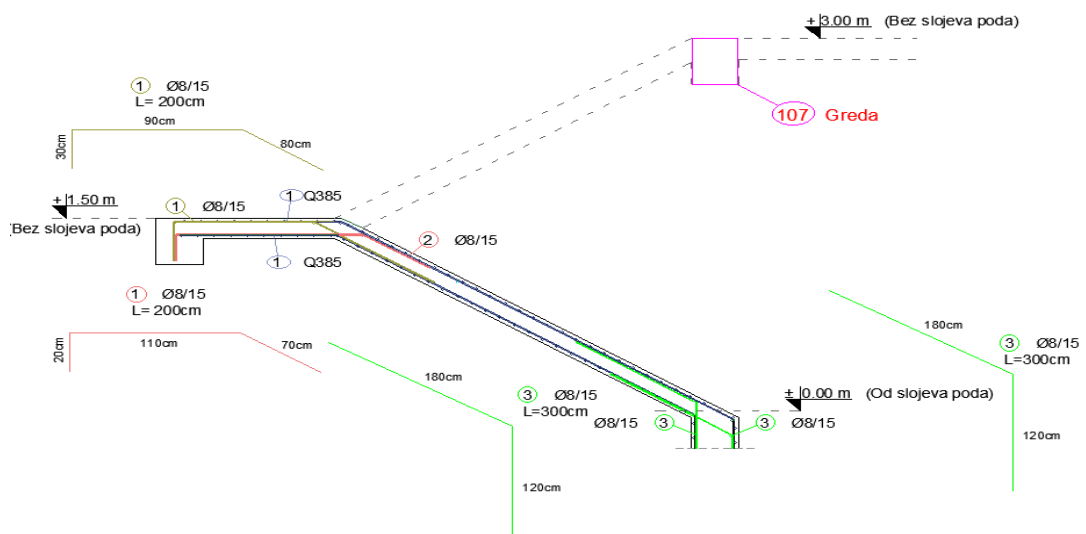 + 3.00 m (Bez slojeva poda)
1 Ø8/15
L= 200cm
90cm
30cm
80cm
107 Greda
+ 1.50 m
(Bez slojeva poda)
1 Ø8/15
1 Q385
2 Ø8/15
1 Q385
1 Ø8/15
L= 200cm
20cm
110cm
70cm
180cm
180cm
3 Ø8/15
L=300cm
3 Ø8/15
L=300cm
± 0.00 m (Od slojeva poda)
Ø8/15 3
3 Ø8/15
120cm
120cm